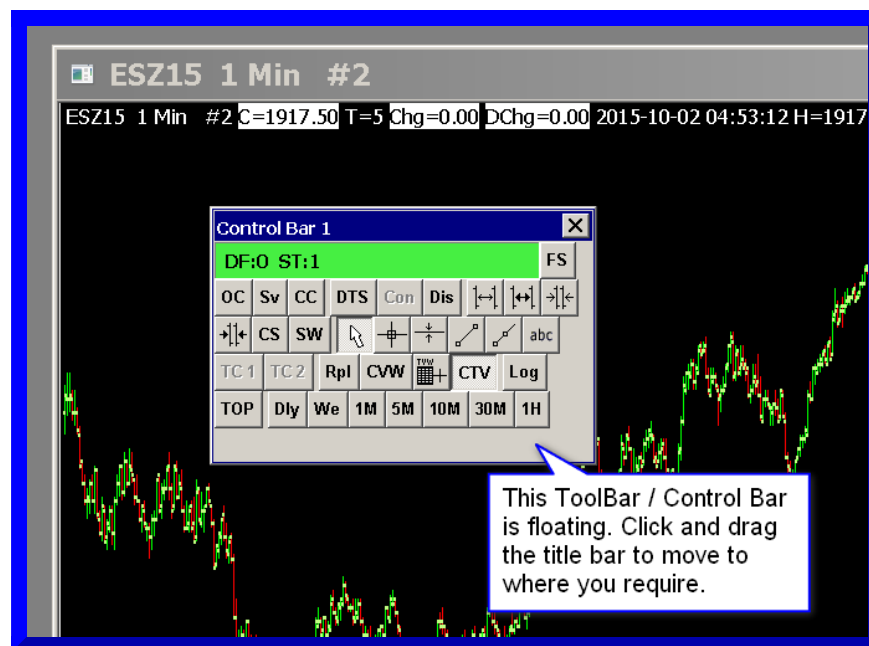 ESZ15 1 Min #2
ESZ15 1 Min #2 C=1917.50 T=5 Chg=0.00 DChg=0.00 2015-10-02 04:53:12 H=1917
Control Bar 1
DF:0 ST:1 FS
OC Sv CC DTS Con Dis
CS SW abc
TC 1 TC 2 Rpl CVW TVW CTV Log
TOP Dly We 1M 5M 10M 30M 1H
This ToolBar / Control Bar
is floating. Click and drag
the title bar to move to
where you require.